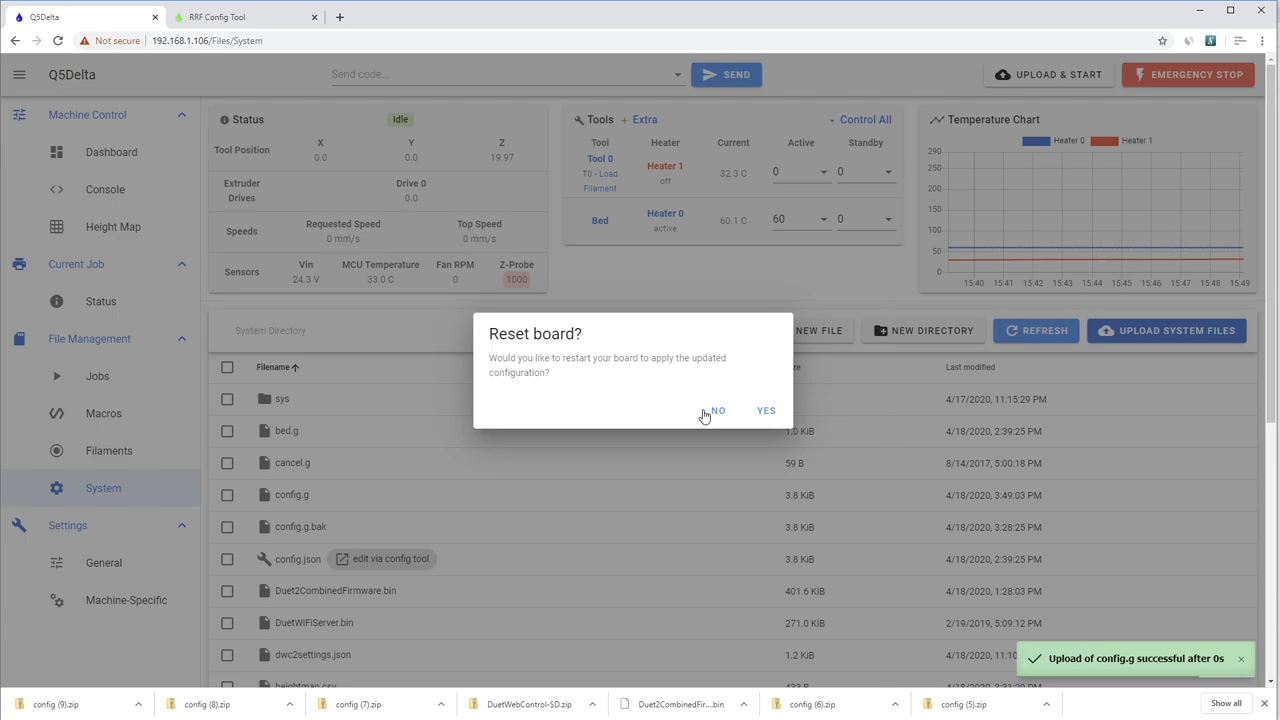 Q5Delta
RRF Config Tool
Not secure
192.168.1.106/Files/System
Q5Delta
Send code...
SEND
UPLOAD & START
EMERGENCY STOP
Machine Control
Dashboard
Console
Height Map
Current Job
Status
File Management
Jobs
Macros
Filaments
System
Settings
General
Machine-Specific
Status
Idle
Tool Position
X
Y
Z
0.0
0.0
19.97
Extruder Drives
Drive 0
0.0
Speeds
Requested Speed
Top Speed
0 mm/s
0 mm/s
Sensors
Vin
MCU Temperature
Fan RPM
Z-Probe
24.3 V
33.0 C
0
1000
Tools
+ Extra
Control All
Tool
Heater
Current
Active
Standby
Tool 0
T0 - Load Filament
Heater 1
off
32.3 C
0
0
Bed
Heater 0
active
60.1 C
60
0
Temperature Chart
Heater 0
Heater 1
290
250
200
150
100
50
0
15:40 15:41 15:42 15:43 15:44 15:45 15:46 15:47 15:48 15:49
System Directory
NEW FILE
NEW DIRECTORY
REFRESH
UPLOAD SYSTEM FILES
Filename
Last modified
sys
4/17/2020, 11:15:29 PM
bed.g
1.0 KiB
4/18/2020, 2:39:25 PM
cancel.g
59 B
8/14/2017, 5:00:18 PM
config.g
3.8 KiB
4/18/2020, 3:49:03 PM
config.g.bak
3.8 KiB
4/18/2020, 3:28:25 PM
config.json
edit via config tool
3.8 KiB
4/18/2020, 2:39:25 PM
Duet2CombinedFirmware.bin
401.6 KiB
4/18/2020, 1:28:03 PM
DuetWiFiServer.bin
271.0 KiB
2/19/2019, 5:09:12 PM
dwc2settings.json
1.2 KiB
Reset board?
Would you like to restart your board to apply the updated
configuration?
NO
YES
Upload of config.g successful after 0s
config (9).zip
config (8).zip
config (7).zip
DuetWebControl-SD.zip
Duet2CombinedFir....bin
config (6).zip
config (5).zip
Show all